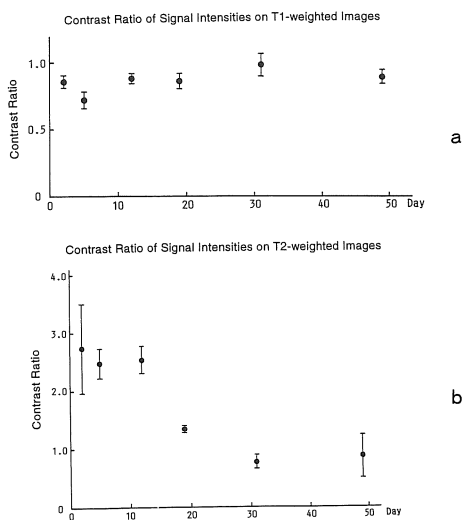 Contrast Ratio of Signal Intensities on T1-weighted Images
Contrast Ratio
1.0
0.5
0
0 10 20 30 40 50 Day
a
Contrast Ratio of Signal Intensities on T2-weighted Images
Contrast Ratio
4.0
3.0
2.0
1.0
0
0 10 20 30 40 50 Day
b